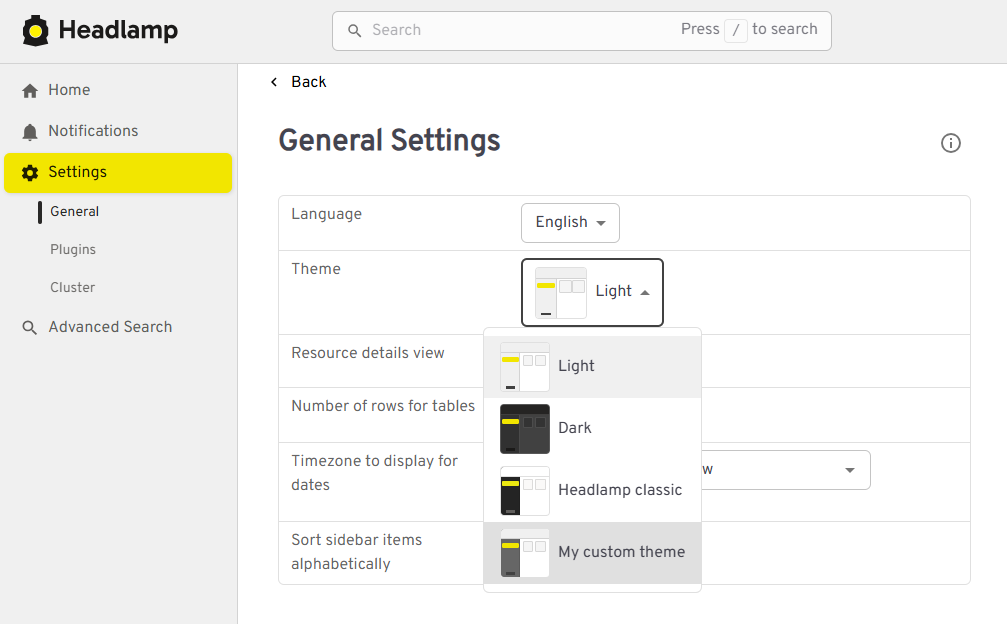 Headlamp
Search
Press / to search
Home
Notifications
Settings
General
Plugins
Cluster
Advanced Search
Back
General Settings
Language
English
Theme
Light
Resource details view
Number of rows for tables
Timezone to display for
dates
w
Sort sidebar items
alphabetically
Light
Dark
Headlamp classic
My custom theme